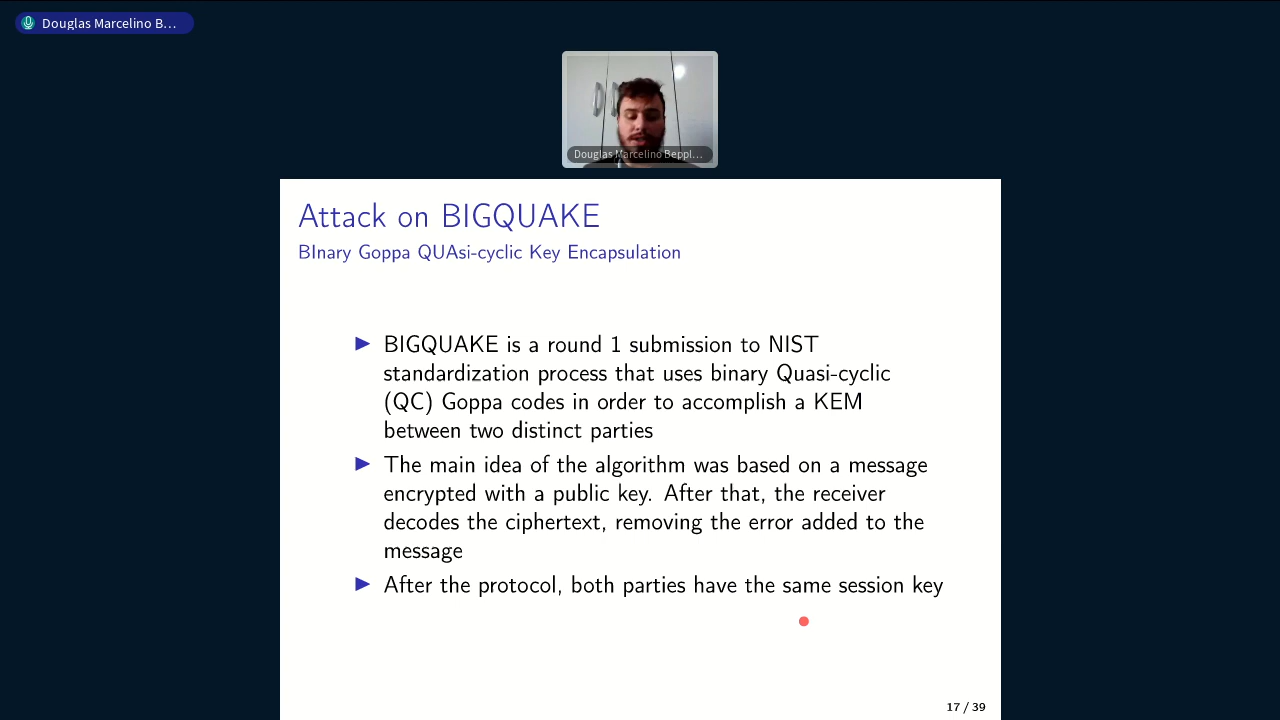 Douglas Marcelino B...
Douglas Marcelino Beppl...
Attack on BIGQUAKE
BInary Goppa QUAsi-cyclic Key Encapsulation
▶ BIGQUAKE is a round 1 submission to NIST
standardization process that uses binary Quasi-cyclic
(QC) Goppa codes in order to accomplish a KEM
between two distinct parties
▶ The main idea of the algorithm was based on a message
encrypted with a public key. After that, the receiver
decodes the ciphertext, removing the error added to the
message
▶ After the protocol, both parties have the same session key
17 / 39